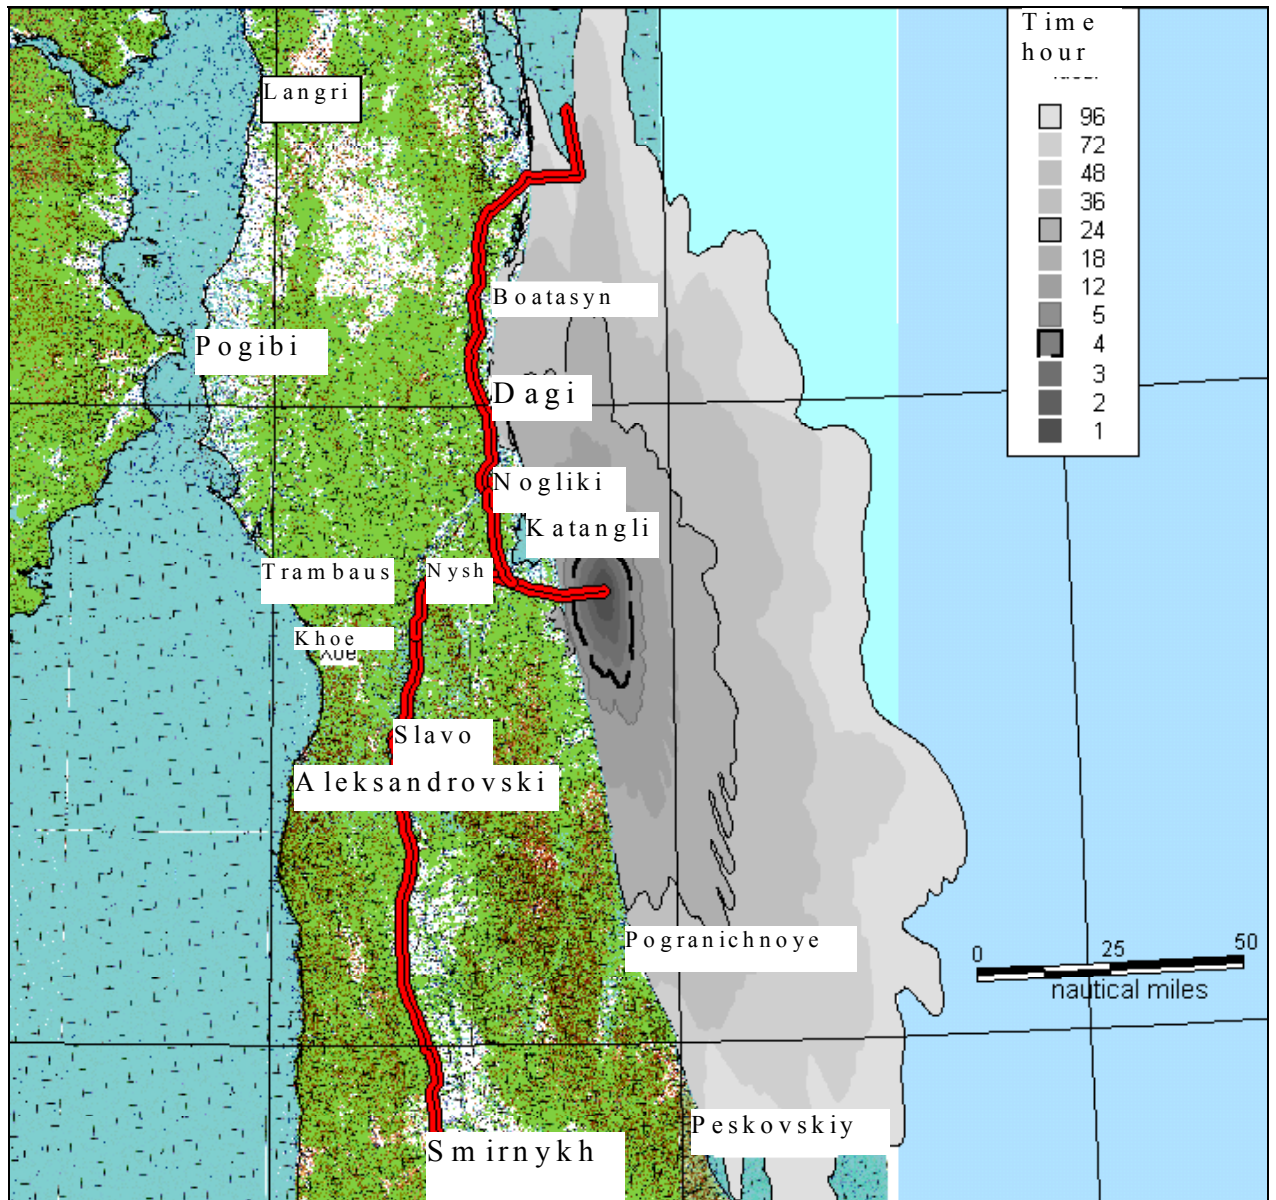 Time
hour
96
72
48
36
24
18
12
5
4
3
2
1
Langri
Boatasyn
Pogibi
Dagi
Nogliki
Katangli
Trambaus
Nysh
Khoe
Slavo
Aleksandrovski
Pogranichnoye
0 25 50
nautical miles
Peskovskiy
Smirnykh